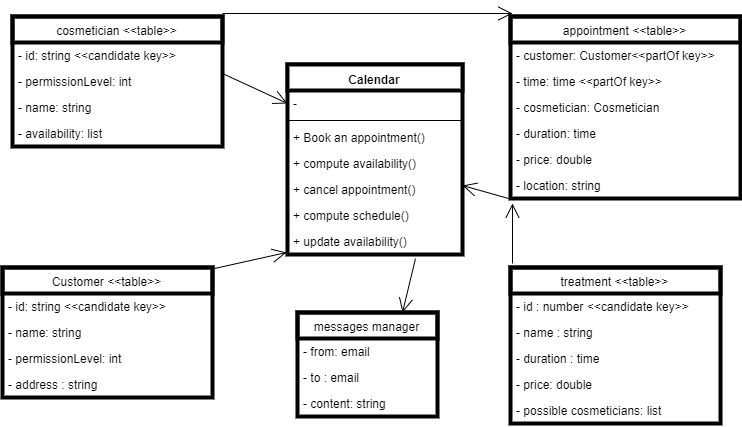 cosmetician <<table>>
- id: string <<candidate key>>
- permissionLevel: int
- name: string
- availability: list
appointment <<table>>
- customer: Customer<<partOf key>>
- time: time <<partOf key>>
- cosmetician: Cosmetician
- duration: time
- price: double
- location: string
Calendar
-
+ Book an appointment()
+ compute availability()
+ cancel appointment()
+ compute schedule()
+ update availability()
Customer <<table>>
- id: string <<candidate key>>
- name: string
- permissionLevel: int
- address : string
messages manager
- from: email
- to : email
- content: string
treatment <<table>>
- id : number <<candidate key>>
- name : string
- duration : time
- price: double
- possible cosmeticians: list